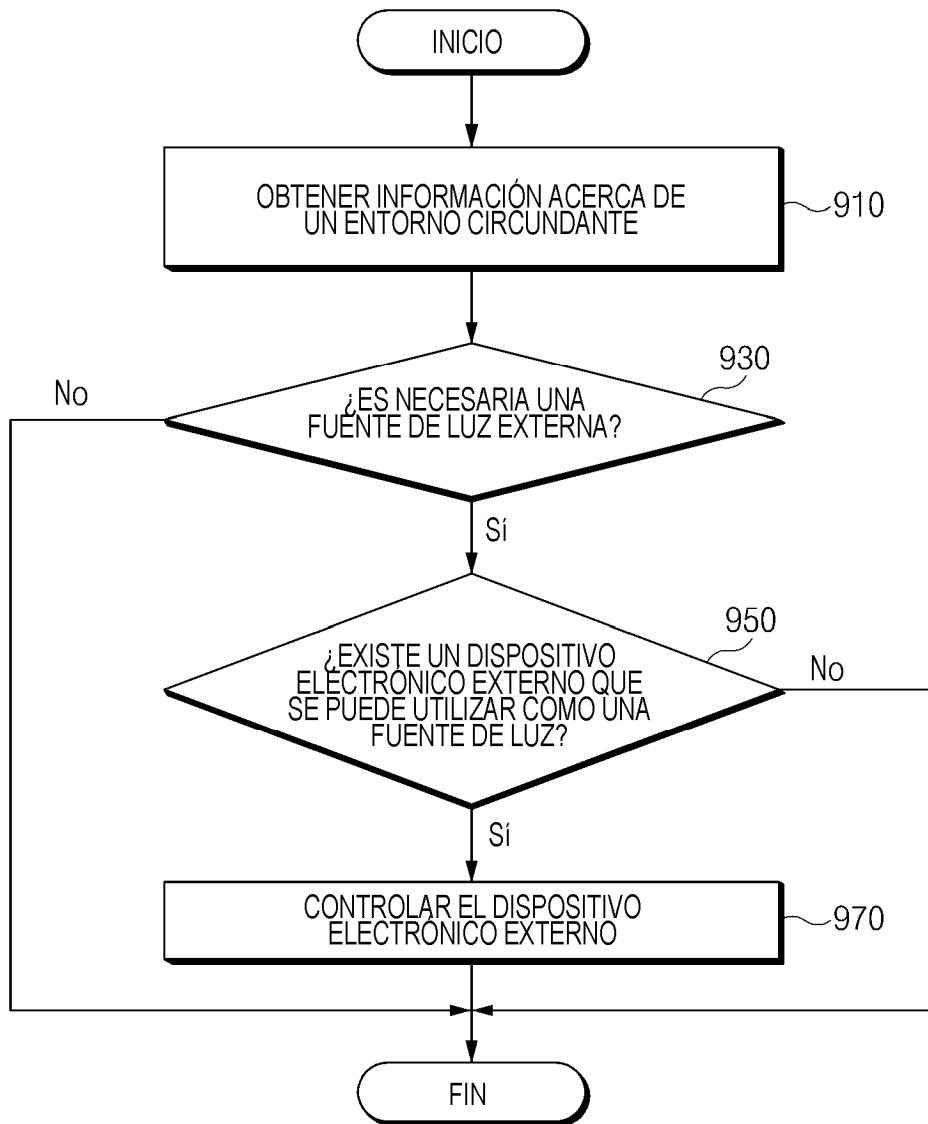 INICIO
OBTENER INFORMACIÓN ACERCA DE
UN ENTORNO CIRCUNDANTE
910
930
No
¿ES NECESARIA UNA
FUENTE DE LUZ EXTERNA?
Sí
950
¿EXISTE UN DISPOSITIVO
ELECTRÓNICO EXTERNO QUE
SE PUEDE UTILIZAR COMO UNA
FUENTE DE LUZ?
No
Sí
CONTROLAR EL DISPOSITIVO
ELECTRÓNICO EXTERNO
970
FIN